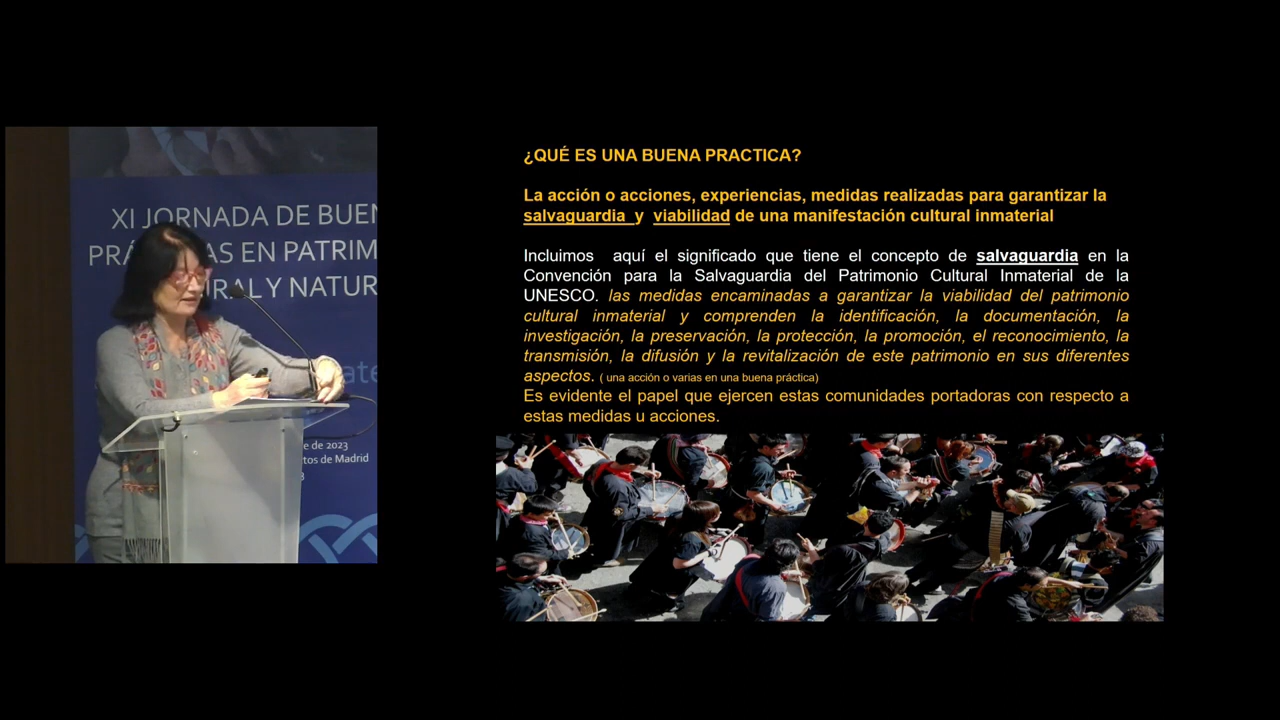 XI JORNADA DE BUEN
PRÁ AS EN PATRIM
RAL Y NATUR
ate
e de 2023
tos de Madrid
3
¿QUÉ ES UNA BUENA PRACTICA?
La acción o acciones, experiencias, medidas realizadas para garantizar la
salvaguardia y viabilidad de una manifestación cultural inmaterial
Incluimos aquí el significado que tiene el concepto de salvaguardia en la
Convención para la Salvaguardia del Patrimonio Cultural Inmaterial de la
UNESCO. las medidas encaminadas a garantizar la viabilidad del patrimonio
cultural inmaterial y comprenden la identificación, la documentación, la
investigación, la preservación, la protección, la promoción, el reconocimiento, la
transmisión, la difusión y la revitalización de este patrimonio en sus diferentes
aspectos. ( una acción o varias en una buena práctica)
Es evidente el papel que ejercen estas comunidades portadoras con respecto a
estas medidas u acciones.